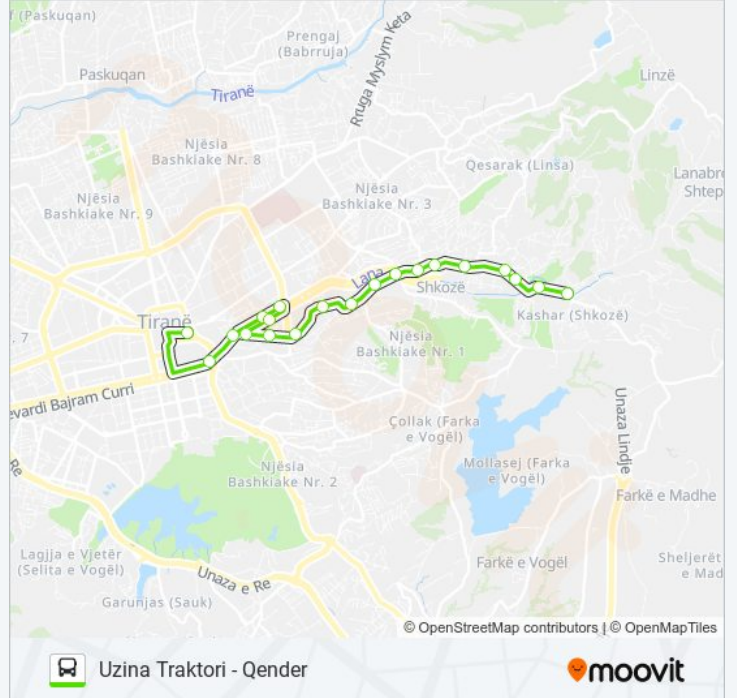 (Paskuqan)
Prengaj
(Babrruja)
Rruga Myslym Keta
Paskuqan
Linzë
Tiranë
Njësia
Bashkiake Nr. 8
Qesarak (Linsa)
Lanabre
Shtep
Njësia
Bashkiake Nr. 9
Njësia
Bashkiake Nr. 3
Lana
Shkozë
Tiranë
Kashar (Shkozë)
. 7
Njësia
Bashkiake Nr. 1
evardi Bajram Curri
Unaza Lindje
Çollak (Farka
e Vogël)
Njësia
Bashkiake Nr. 2
Mollasej (Farka
e Vogël)
Re
Farkë e Madhe
Lagjja e Vjetër
(Selita e Vogël)
Unaza e Re
Farkë e Vogël
Sheljerët
e Mad
Garunjas (Sauk)
© OpenStreetMap contributors | © OpenMapTiles
Uzina Traktori - Qender
moovit